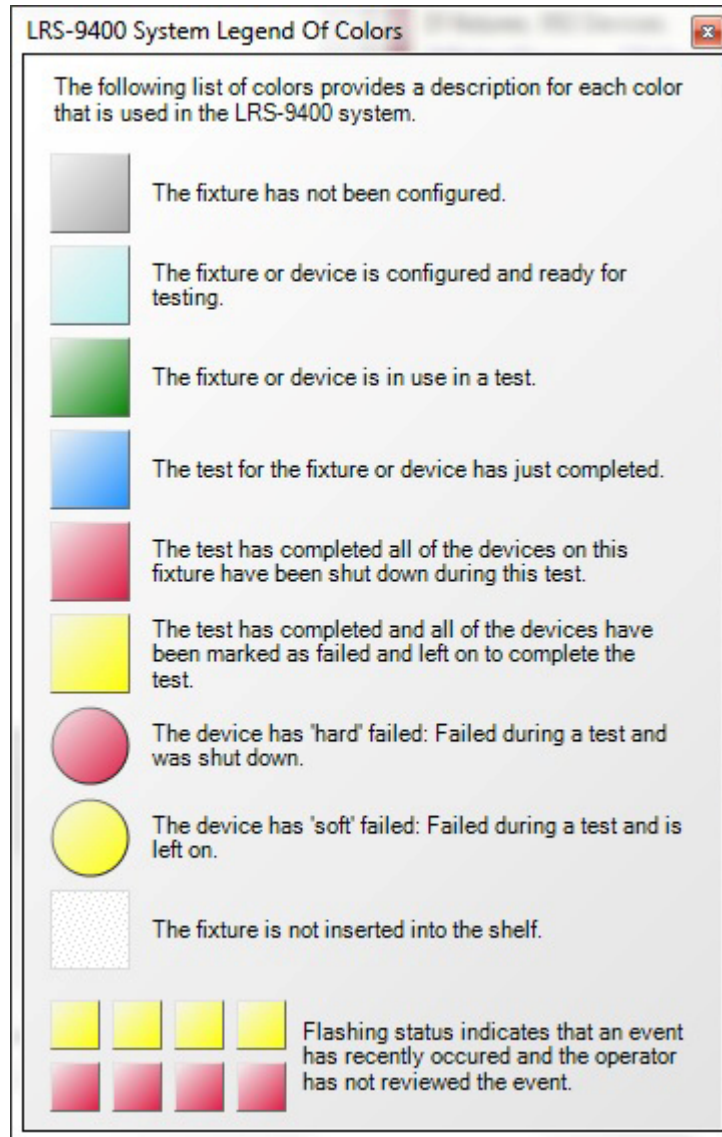 LRS-9400 System Legend Of Colors
The following list of colors provides a description for each color
that is used in the LRS-9400 system.
The fixture has not been configured.
The fixture or device is configured and ready for
testing.
The fixture or device is in use in a test.
The test for the fixture or device has just completed.
The test has completed all of the devices on this
fixture have been shut down during this test.
The test has completed and all of the devices have
been marked as failed and left on to complete the
test.
The device has 'hard' failed: Failed during a test and
was shut down.
The device has 'soft' failed: Failed during a test and is
left on.
The fixture is not inserted into the shelf.
Flashing status indicates that an event
has recently occured and the operator
has not reviewed the event.